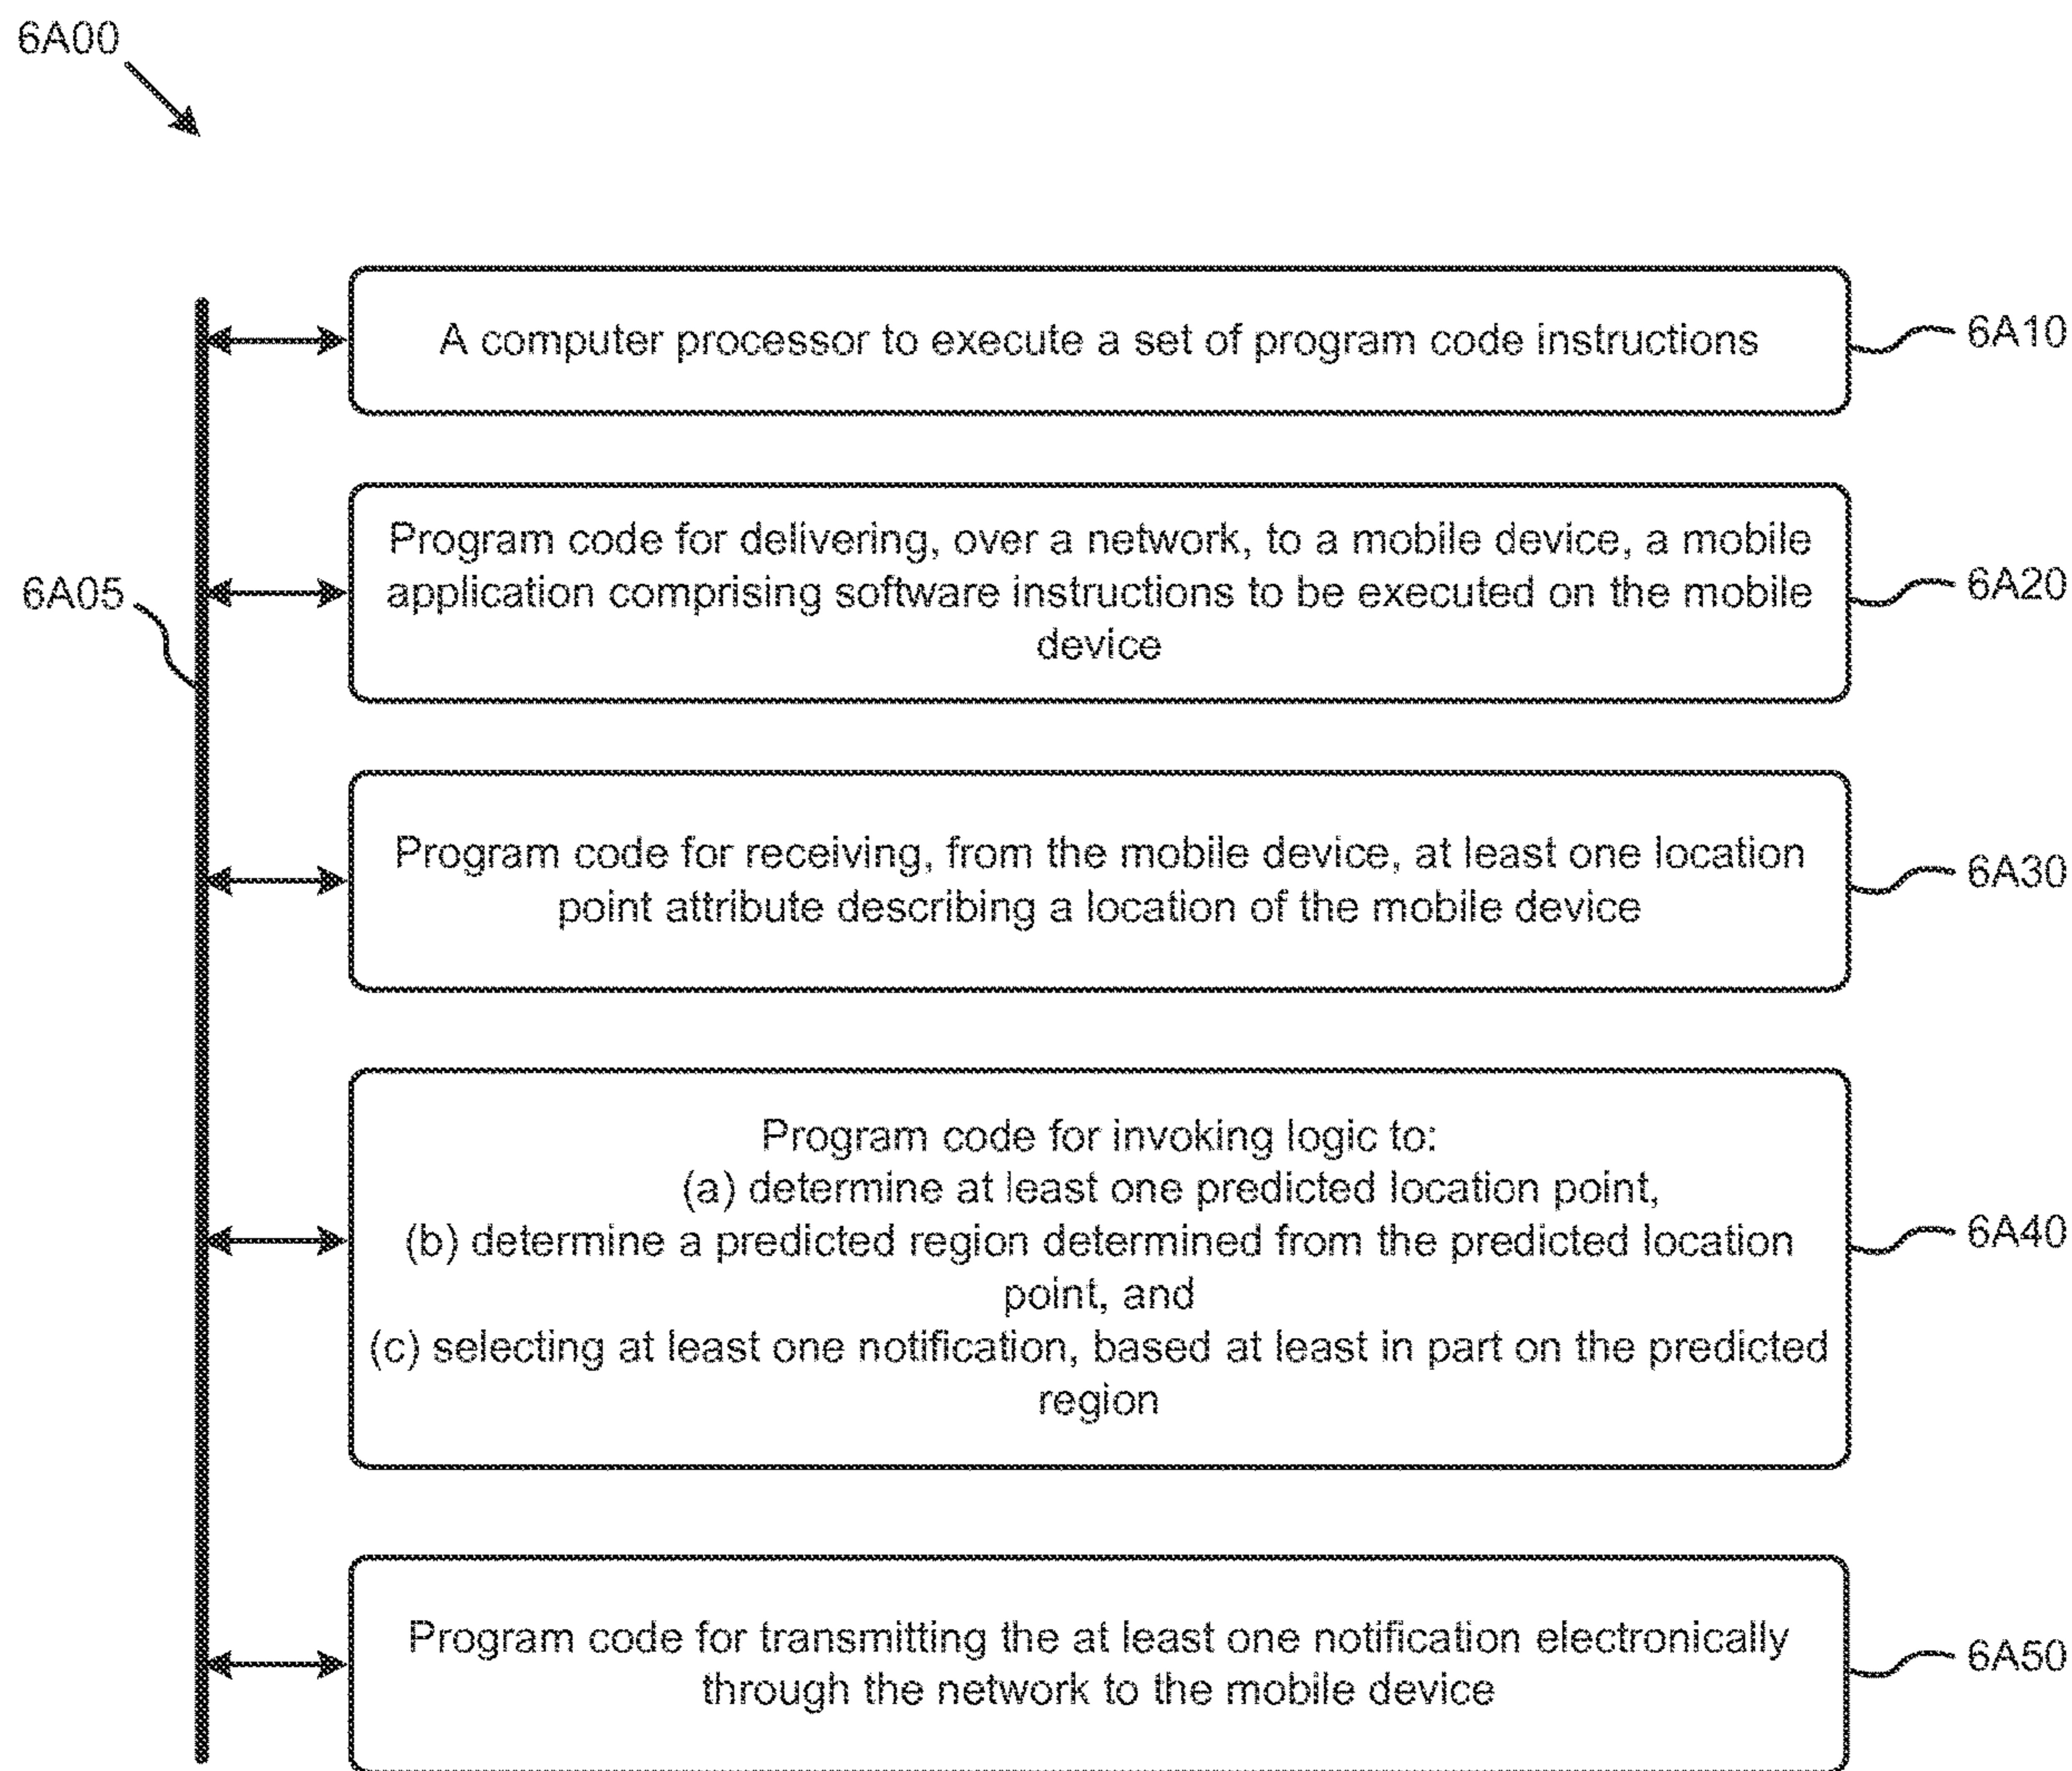 6A00
A computer processor to execute a set of program code instructions
6A10
Program code for delivering, over a network, to a mobile device, a mobile
application comprising software instructions to be executed on the mobile
device
6A20
6A05
Program code for receiving, from the mobile device, at least one location
point attribute describing a location of the mobile device
6A30
Program code for invoking logic to:
(a) determine at least one predicted location point,
(b) determine a predicted region determined from the predicted location
point, and
(c) selecting at least one notification, based at least in part on the predicted
region
6A40
Program code for transmitting the at least one notification electronically
through the network to the mobile device
6A50